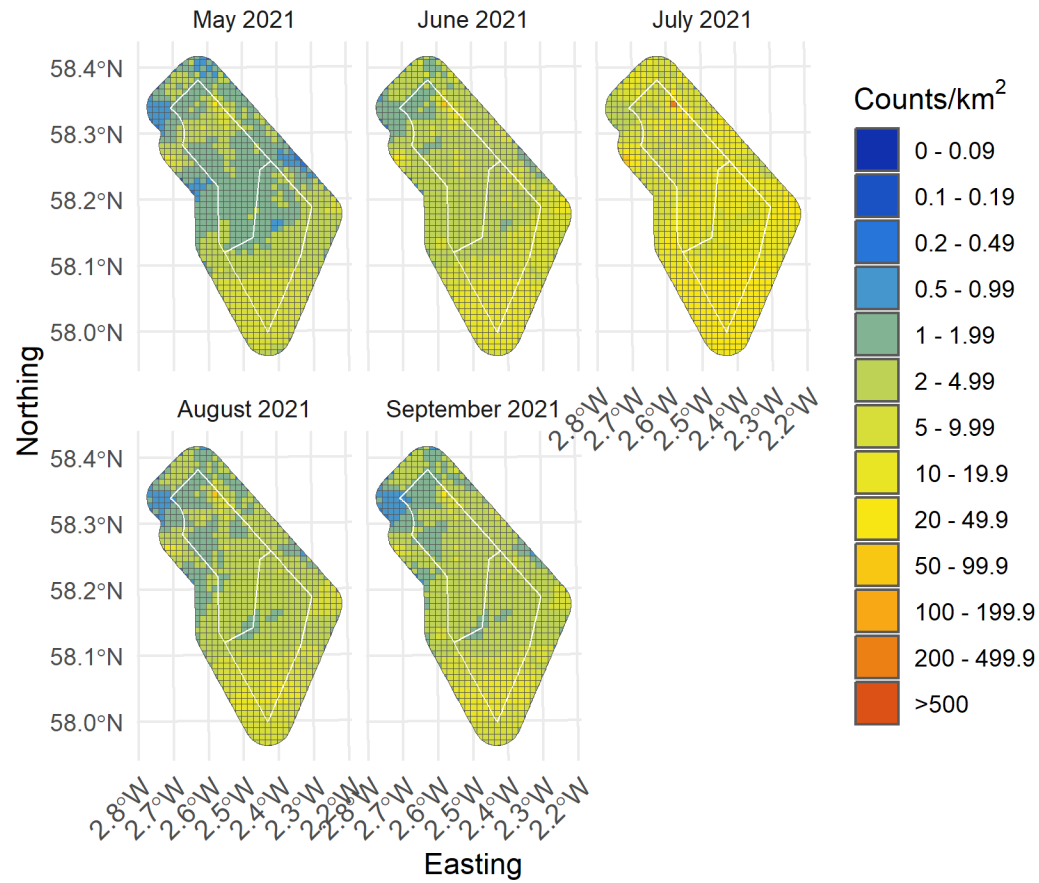 May 2021
June 2021
July 2021
58.4°N
58.3°N
58.2°N
58.1°N
58.0°N
2.8°W
2.7°W
2.6°W
2.5°W
2.4°W
2.3°W
2.2°W
August 2021
September 2021
58.4°N
58.3°N
58.2°N
58.1°N
58.0°N
2.8°W
2.7°W
2.6°W
2.5°W
2.4°W
2.3°W
2.2°W
2.8°W
2.7°W
2.6°W
2.5°W
2.4°W
2.3°W
2.2°W
Northing
Easting
Counts/km²
0 - 0.09
0.1 - 0.19
0.2 - 0.49
0.5 - 0.99
1 - 1.99
2 - 4.99
5 - 9.99
10 - 19.9
20 - 49.9
50 - 99.9
100 - 199.9
200 - 499.9
>500